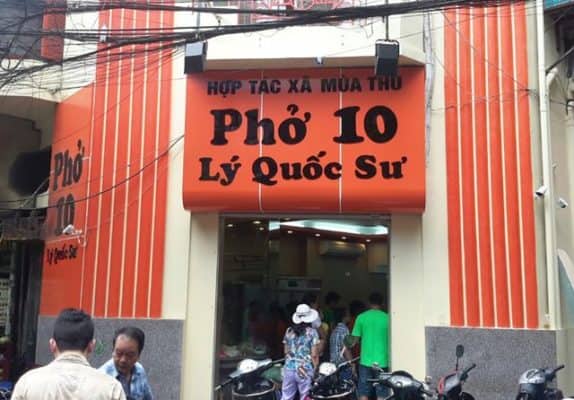 HỢP TÁC XÃ MÙA THU
Phở 10
Lý Quốc Sư
Phở
10
Lý Quốc Sư